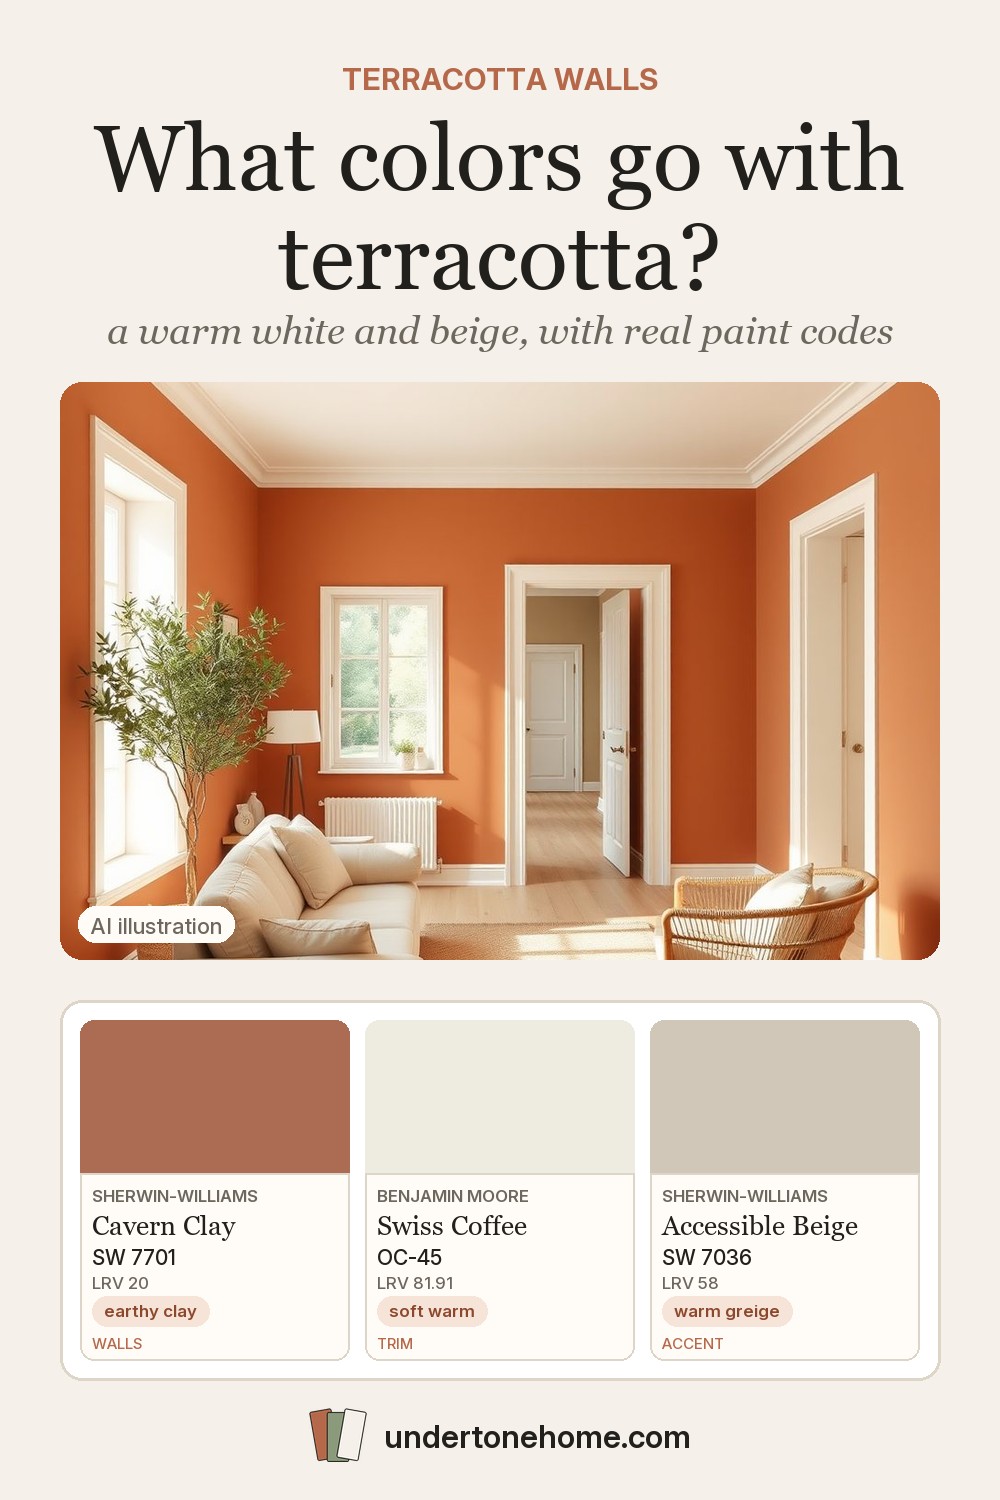 TERRACOTTA WALLS
What colors go with
terracotta?
a warm white and beige, with real paint codes
AI illustration
SHERWIN-WILLIAMS
Cavern Clay
SW 7701
LRV 20
earthy clay
WALLS
BENJAMIN MOORE
Swiss Coffee
OC-45
LRV 81.91
soft warm
TRIM
SHERWIN-WILLIAMS
Accessible Beige
SW 7036
LRV 58
warm greige
ACCENT
undertonehome.com